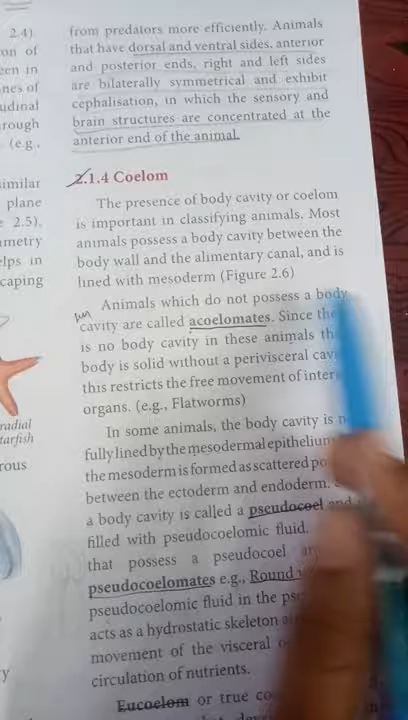 2.4)
on of
een in
nes of
udinal
rough
(e.g.,
similar
plane
2.5).
mmetry
elps in
caping
radial
tarfish
rous
from predators more efficiently. Animals
that have dorsal and ventral sides, anterior
and posterior ends, right and left sides
are bilaterally symmetrical and exhibit
cephalisation, in which the sensory and
brain structures are concentrated at the
anterior end of the animal.
2.1.4 Coelom
The presence of body cavity or coelom
is important in classifying animals. Most
animals possess a body cavity between the
body wall and the alimentary canal, and is
lined with mesoderm (Figure 2.6)
Animals which do not possess a body
cavity are called acoelomates. Since the
is no body cavity in these animals th
body is solid without a perivisceral cav
this restricts the free movement of inter
organs. (e.g., Flatworms)
In some animals, the body cavity is n
fully lined by the mesodermal epithelium
the mesoderm is formed as scattered po
between the ectoderm and endoderm.
a body cavity is called a pseudocoel and
filled with pseudocoelomic fluid.
that possess a pseudocoel ar
pseudocoelomates e.g., Round
pseudocoelomic fluid in the pse
acts as a hydrostatic skeleton a
movement of the visceral o
circulation of nutrients.
Eucoelom or true co